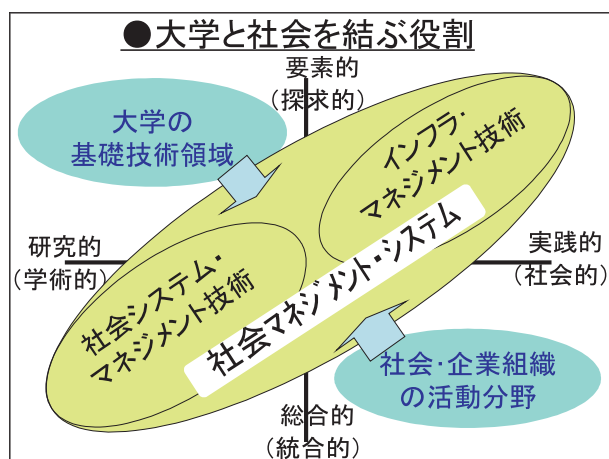 ●大学と社会を結ぶ役割
要素的
(探求的)
大学の
基礎技術領域
インフラ・
マネジメント技術
研究的
(学術的)
実践的
(社会的)
社会システム・
マネジメント技術
社会マネジメント・システム
社会・企業組織
の活動分野
総合的
(統合的)